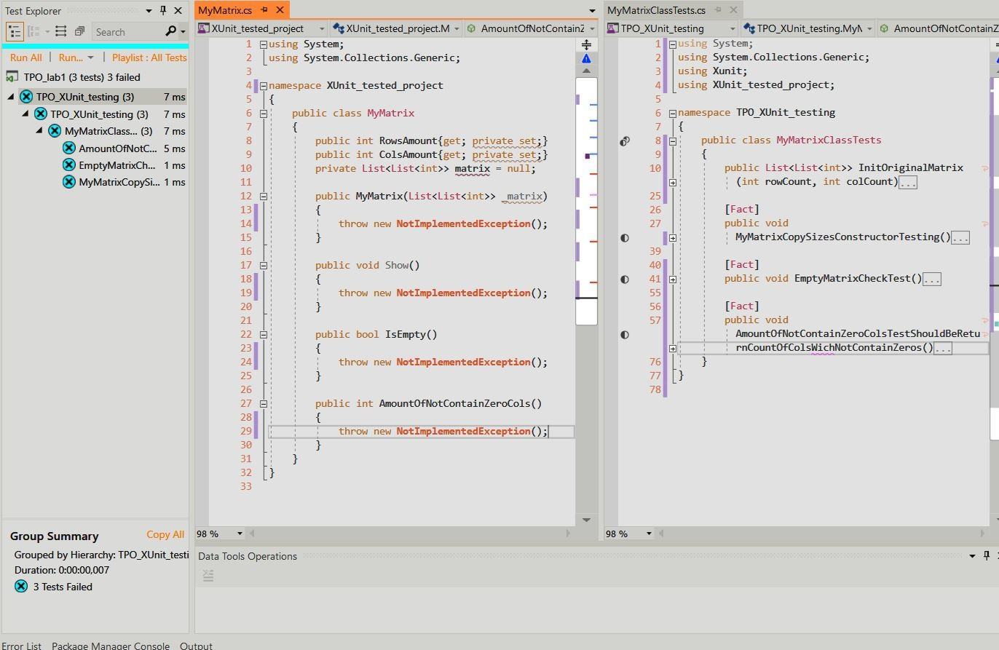 Test Explorer
Search
Run All | Run... | Playlist : All Tests
TPO_lab1 (3 tests) 3 failed
TPO_XUnit_testing (3) 7 ms
TPO_XUnit_testing (3) 7 ms
MyMatrixClass... (3) 7 ms
AmountOfNotC... 5 ms
EmptyMatrixCh... 1 ms
MyMatrixCopySi... 1 ms
Group Summary Copy All
Grouped by Hierarchy: TPO_XUnit_testi
Duration: 0:00:00,007
3 Tests Failed
MyMatrix.cs
XUnit_tested_project XUnit_tested_project.M AmountOfNotContainZ
1 using System;
2 using System.Collections.Generic;
3
4 namespace XUnit_tested_project
5 {
6 public class MyMatrix
7 {
8 public int RowsAmount{get; private set;}
9 public int ColsAmount{get; private set;}
10 private List<List<int>> matrix = null;
11
12 public MyMatrix(List<List<int>> _matrix)
13 {
14 throw new NotImplementedException();
15 }
16
17 public void Show()
18 {
19 throw new NotImplementedException();
20 }
21
22 public bool IsEmpty()
23 {
24 throw new NotImplementedException();
25 }
26
27 public int AmountOfNotContainZeroCols()
28 {
29 throw new NotImplementedException();
30 }
31 }
32 }
33
98 %
MyMatrixClassTests.cs
TPO_XUnit_testing TPO_XUnit_testing.MyM AmountOfNotContainZ
1 using System;
2 using System.Collections.Generic;
3 using Xunit;
4 using XUnit_tested_project;
5
6 namespace TPO_XUnit_testing
7 {
8 public class MyMatrixClassTests
9 {
10 public List<List<int>> InitOriginalMatrix
(int rowCount, int colCount)...
25
26 [Fact]
27 public void
MyMatrixCopySizesConstructorTesting()...
39
40 [Fact]
41 public void EmptyMatrixCheckTest()...
55
56 [Fact]
57 public void
AmountOfNotContainZeroColsTestShouldBeRetu
rnCountOfColsWichNotContainZeros()...
76 }
77 }
78
98 %
Data Tools Operations
Error List Package Manager Console Output